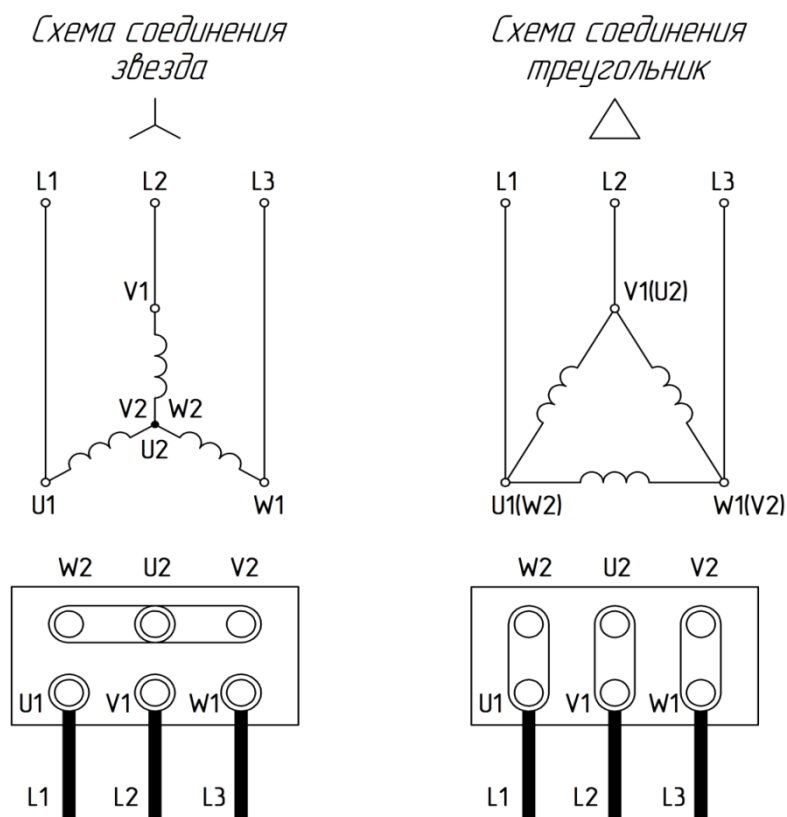 Схема соединения
звезда
L1 L2 L3
V1
V2 W2
U2
U1 W1
W2 U2 V2
U1 V1 W1
L1 L2 L3
Схема соединения
треугольник
L1 L2 L3
V1(U2)
U1(W2) W1(V2)
W2 U2 V2
U1 V1 W1
L1 L2 L3